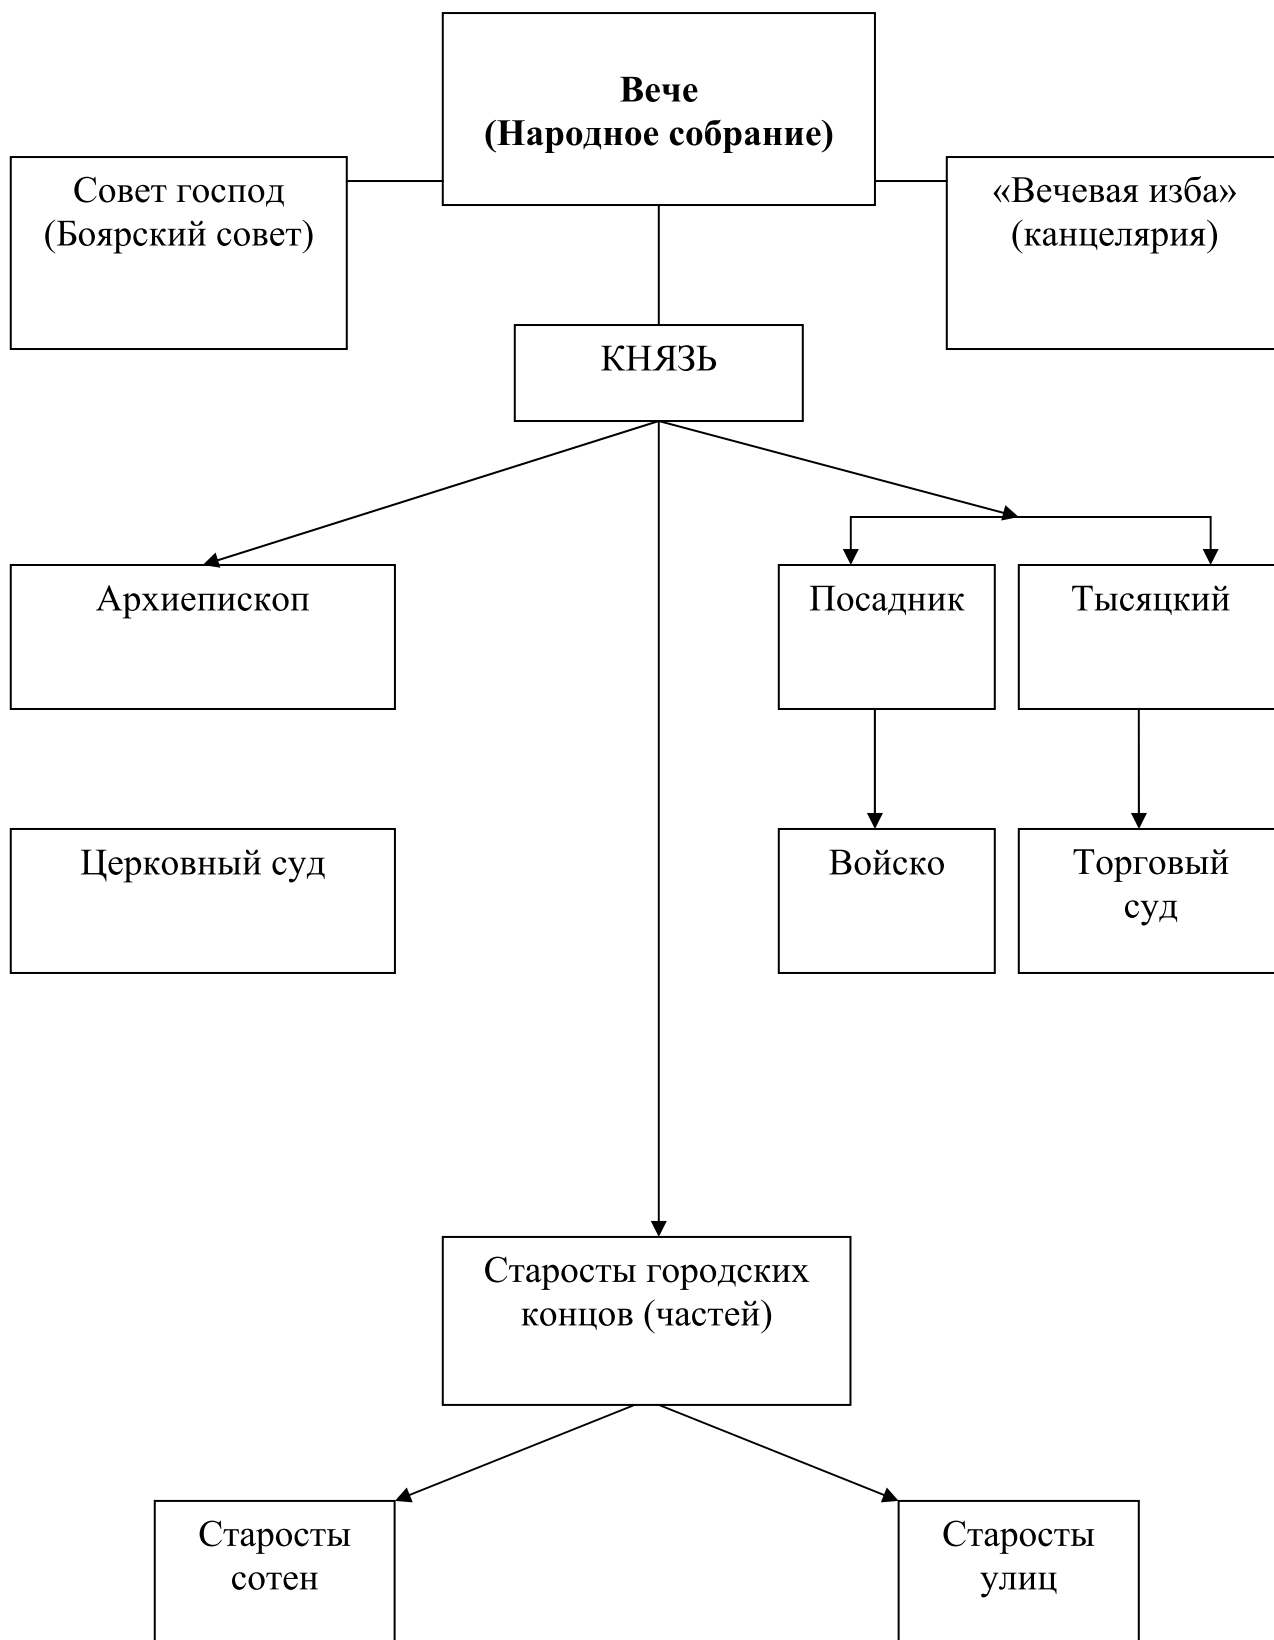 Вече
(Народное собрание)
Совет господ
(Боярский совет)
«Вечевая изба»
(канцелярия)
КНЯЗЬ
Архиепископ
Посадник
Тысяцкий
Церковный суд
Войско
Торговый
суд
Старосты городских
концов (частей)
Старосты
сотен
Старосты
улиц